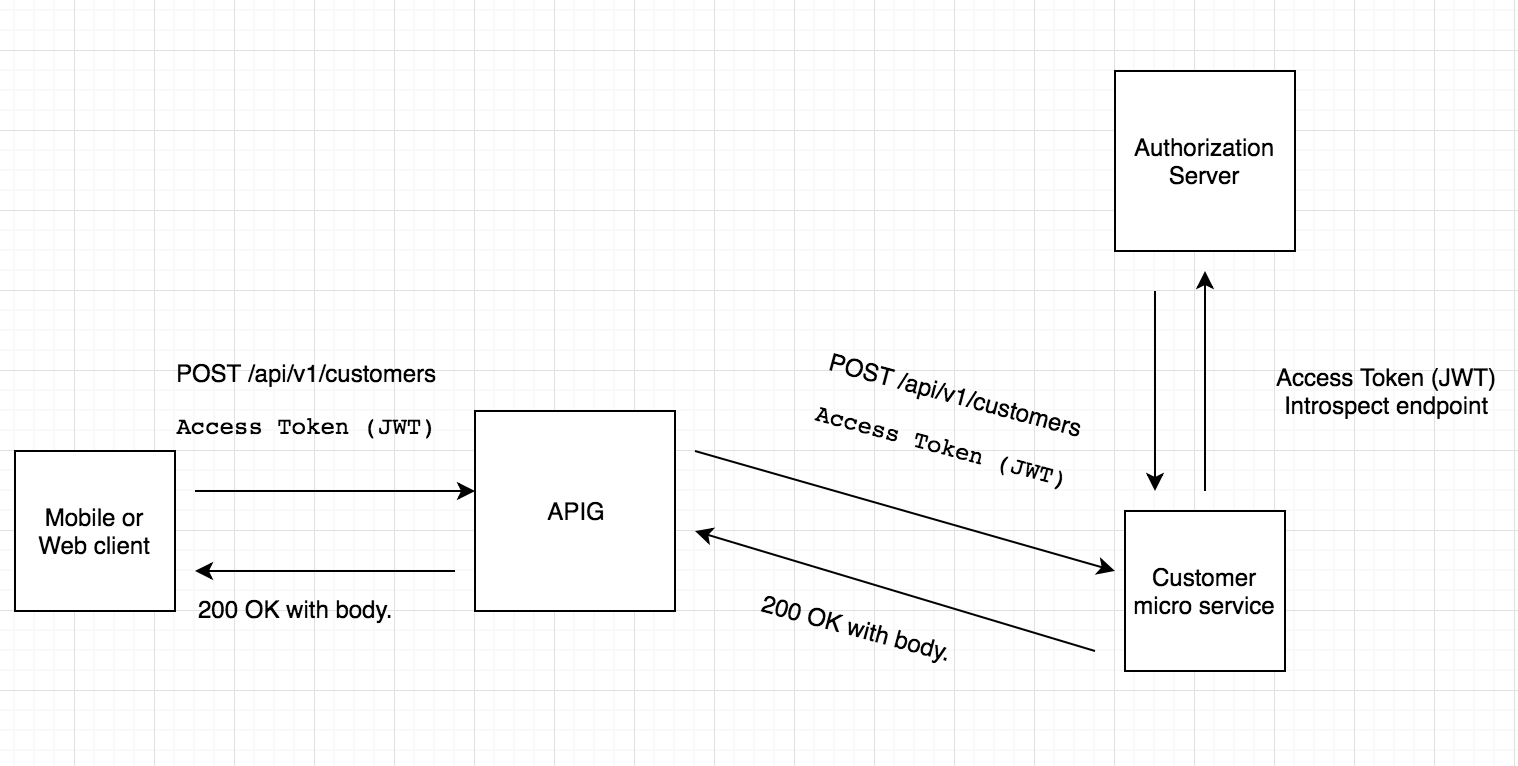 Authorization
Server
POST /api/v1/customers
Access Token (JWT)
Mobile or
Web client
200 OK with body.
APIG
POST /api/v1/customers
Access Token (JWT)
200 OK with body.
Access Token (JWT)
Introspect endpoint
Customer
micro service